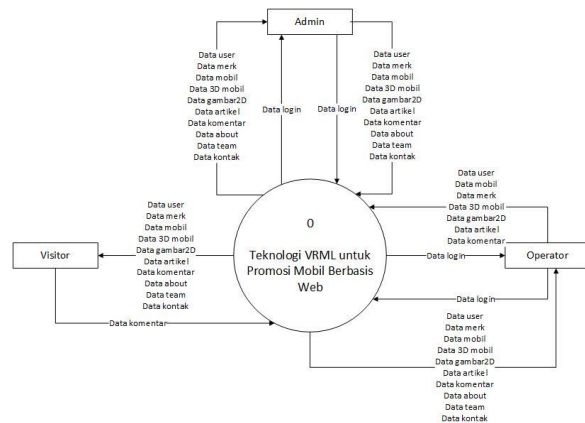 Admin
Data user
Data merk
Data mobil
Data 3D mobil
Data gambar2D
Data artikel
Data komentar
Data about
Data team
Data kontak
Data login
Data login
Data user
Data merk
Data mobil
Data 3D mobil
Data gambar2D
Data artikel
Data komentar
Data about
Data team
Data kontak
0
Teknologi VRML untuk
Promosi Mobil Berbasis
Web
Visitor
Data user
Data merk
Data mobil
Data 3D mobil
Data gambar2D
Data artikel
Data komentar
Data about
Data team
Data kontak
Data komentar
Data user
Data mobil
Data merk
Data 3D mobil
Data gambar2D
Data artikel
Data komentar
Data login
Operator
Data login
Data user
Data merk
Data mobil
Data 3D mobil
Data gambar2D
Data artikel
Data komentar
Data about
Data team
Data kontak